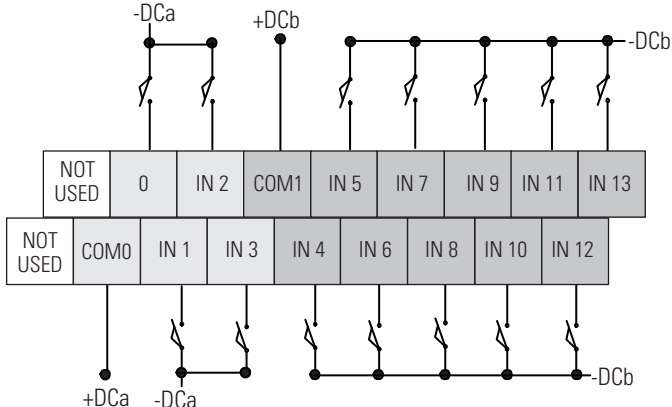 -DCa
+DCb
-DCb
NOT USED
0
IN 2
COM1
IN 5
IN 7
IN 9
IN 11
IN 13
NOT USED
COM0
IN 1
IN 3
IN 4
IN 6
IN 8
IN 10
IN 12
-DCb
+DCa
-DCa